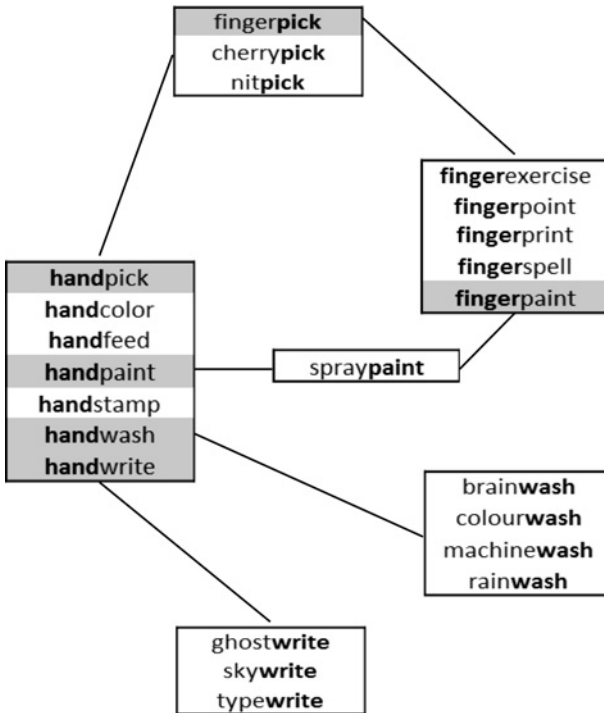 fingerpick
cherrypick
nitpick
fingerexercise
fingerpoint
fingerprint
fingerspell
fingerpaint
handpick
handcolor
handfeed
handpaint
handstamp
handwash
handwrite
spraypaint
brainwash
colourwash
machinewash
rainwash
ghostwrite
skywrite
typewrite